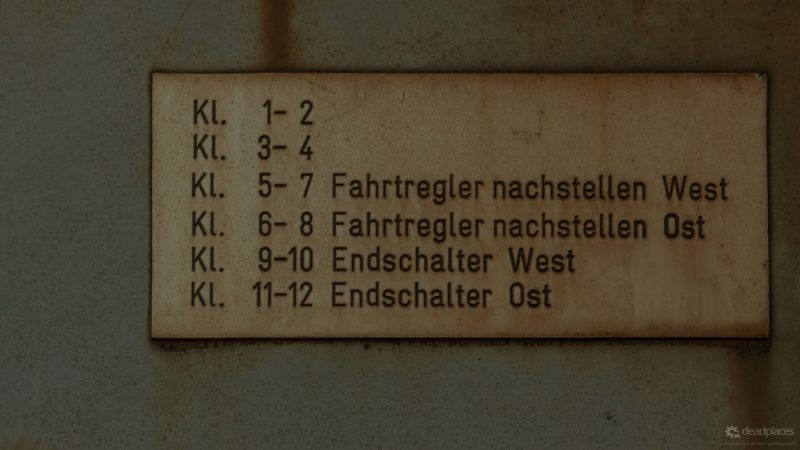 Kl. 1- 2
Kl. 3- 4
Kl. 5- 7 Fahrtregler nachstellen West
Kl. 6- 8 Fahrtregler nachstellen Ost
Kl. 9-10 Endschalter West
Kl. 11-12 Endschalter Ost
deadplaces